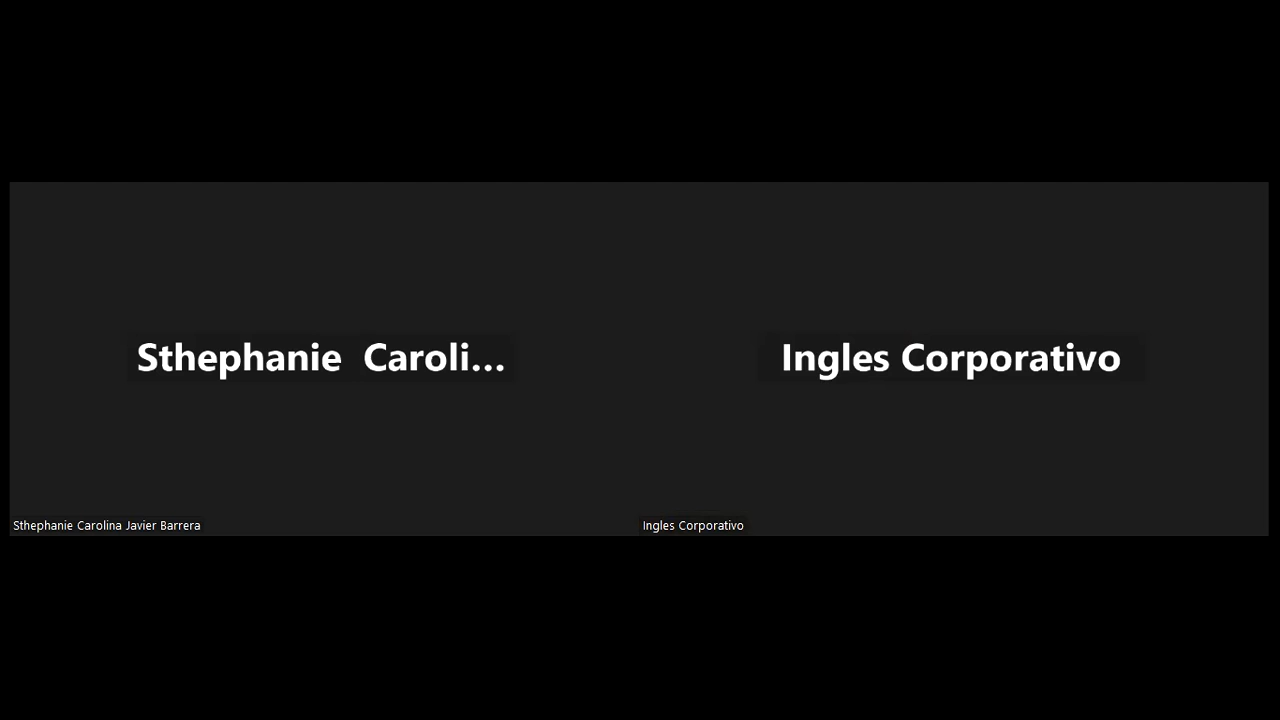 Sthephanie  Caroli...
Ingles Corporativo
Sthephanie Carolina Javier Barrera
Ingles Corporativo